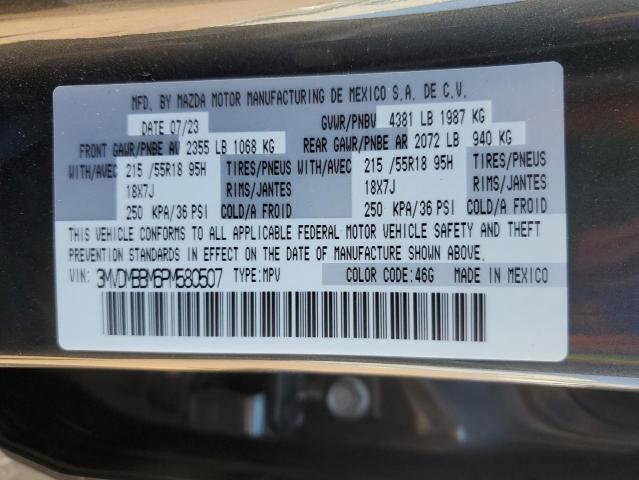 MFD. BY MAZDA MOTOR MANUFACTURING DE MEXICO S.A. DE C.V.
DATE 07/23 GVWR/PNBV 4381 LB 1987 KG
FRONT GAWR/PNBE AV 2355 LB 1068 KG REAR GAWR/PNBE AR 2072 LB 940 KG
WITH/AVEC 215 /55R18 95H TIRES/PNEUS WITH/AVEC 215 /55R18 95H TIRES/PNEUS
18X7J RIMS/JANTES 18X7J RIMS/JANTES
250 KPA/36 PSI COLD/A FROID 250 KPA/36 PSI COLD/A FROID
THIS VEHICLE CONFORMS TO ALL APPLICABLE FEDERAL MOTOR VEHICLE SAFETY AND THEFT
PREVENTION STANDARDS IN EFFECT ON THE DATE OF MANUFACTURE SHOWN ABOVE.
VIN: 3MVDMBBM6PM580507 TYPE:MPV COLOR CODE:46G MADE IN MEXICO